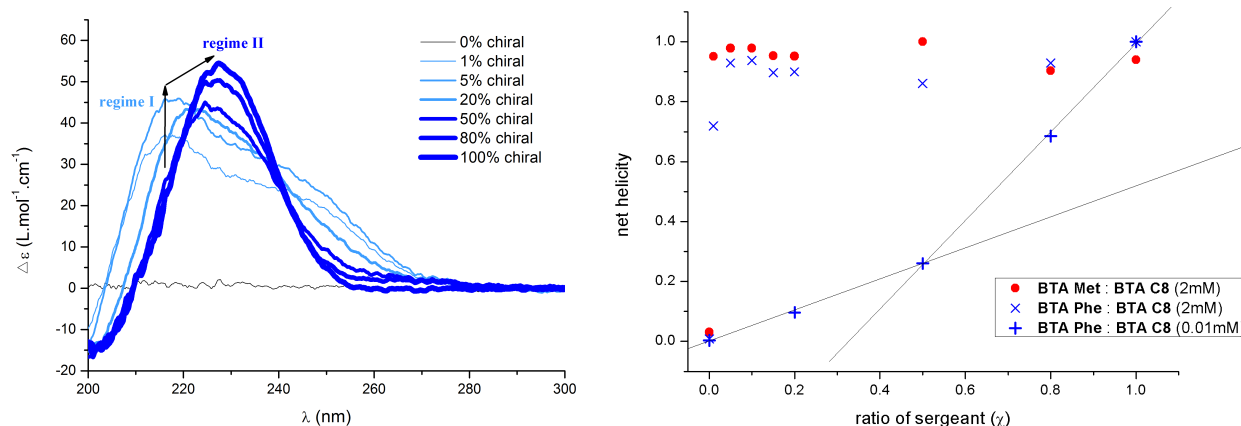 60
50
40
30
20
10
0
-10
-20
200
220
240
260
280
300
△ε (L.mol⁻¹.cm⁻¹)
λ (nm)
regime I
regime II
0% chiral
1% chiral
5% chiral
20% chiral
50% chiral
80% chiral
100% chiral
1.0
0.8
0.6
0.4
0.2
0.0
0.0
0.2
0.4
0.6
0.8
1.0
net helicity
ratio of sergeant (χ)
BTA Met : BTA C8 (2mM)
BTA Phe : BTA C8 (2mM)
BTA Phe : BTA C8 (0.01mM)